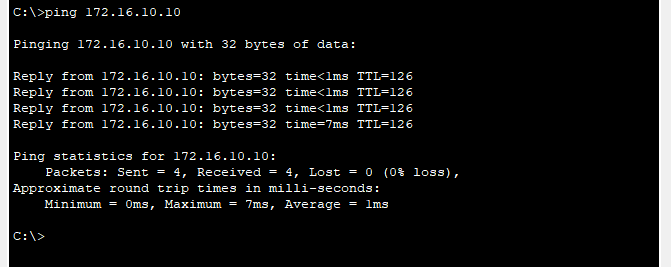 C:\>ping 172.16.10.10
Pinging 172.16.10.10 with 32 bytes of data:
Reply from 172.16.10.10: bytes=32 time<1ms TTL=126
Reply from 172.16.10.10: bytes=32 time<1ms TTL=126
Reply from 172.16.10.10: bytes=32 time<1ms TTL=126
Reply from 172.16.10.10: bytes=32 time=7ms TTL=126
Ping statistics for 172.16.10.10:
Packets: Sent = 4, Received = 4, Lost = 0 (0% loss),
Approximate round trip times in milli-seconds:
Minimum = 0ms, Maximum = 7ms, Average = 1ms
C:\>